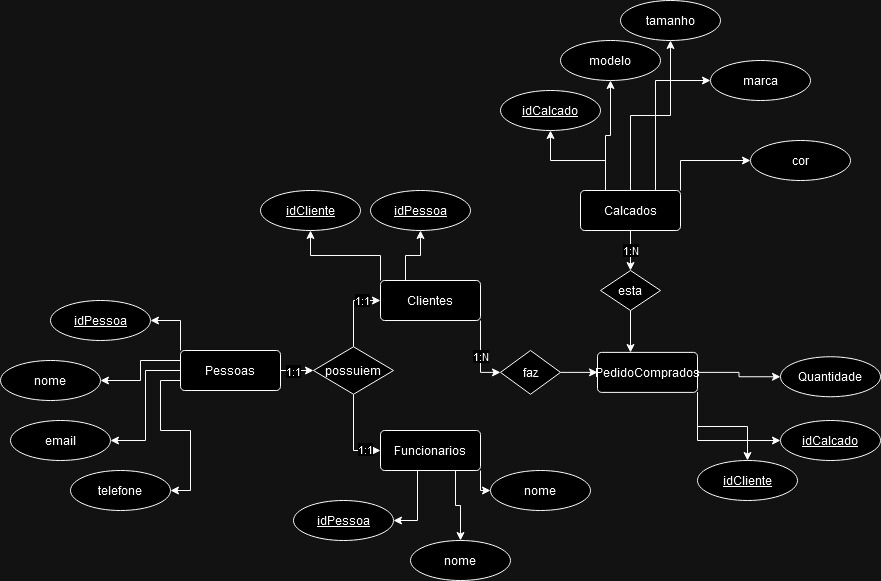 tamanho
modelo
marca
idCalcado
cor
Calcados
1:N
esta
idCliente
idPessoa
Clientes
1:1
idPessoa
nome
email
telefone
Pessoas
1:1
possuiem
1:1
Funcionarios
idPessoa
nome
nome
1:N
faz
PedidoComprados
Quantidade
idCalcado
idCliente